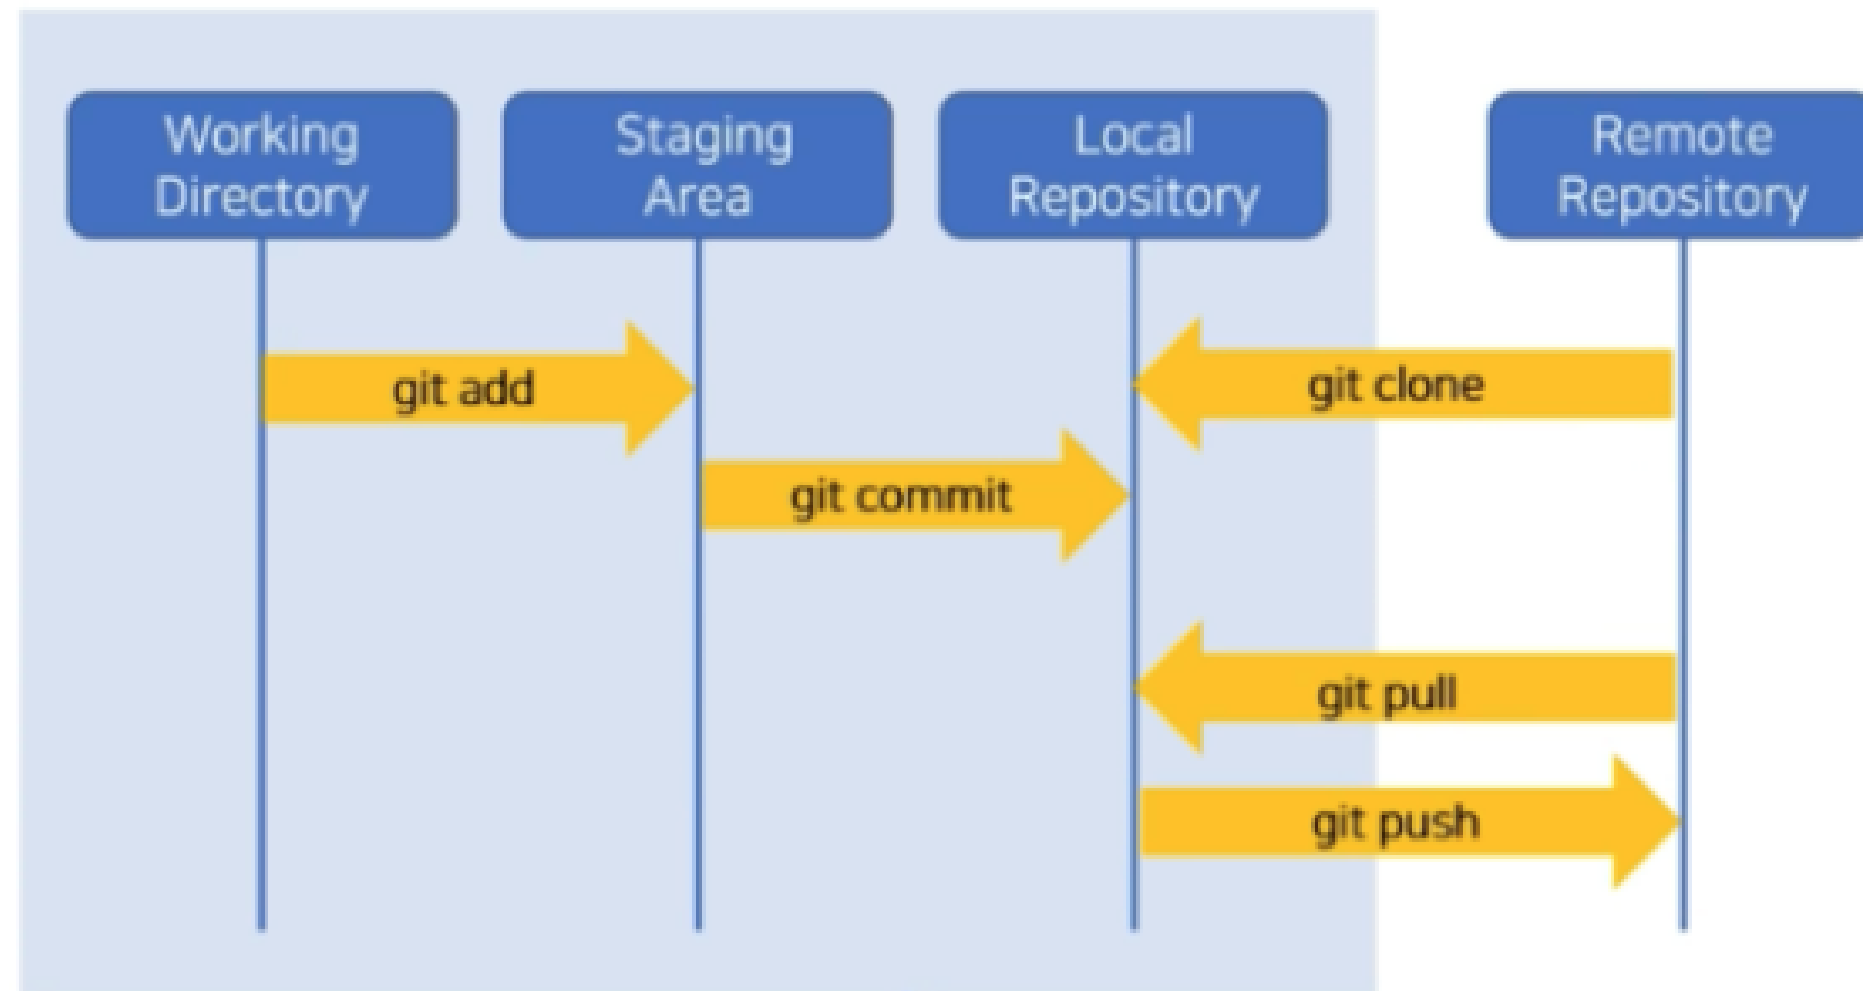 Working
Directory
Staging
Area
Local
Repository
Remote
Repository
git add
git clone
git commit
git pull
git push